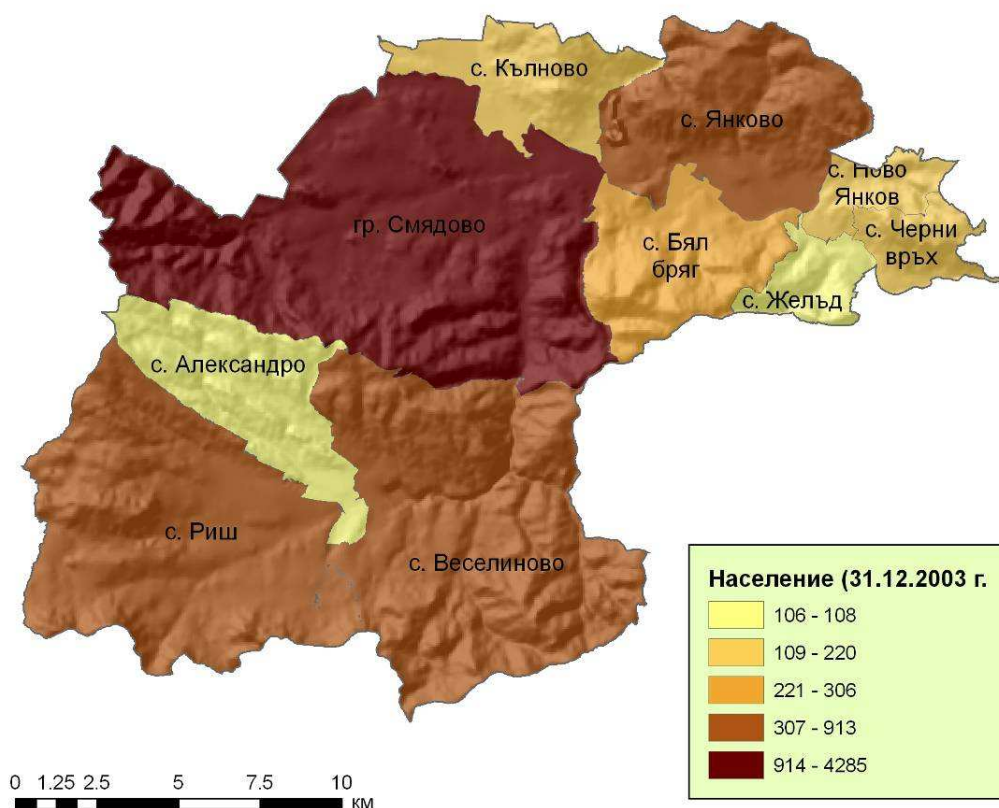 с. Кълново
с. Янково
с. Ново
Янков
гр. Смядово
с. Бял
бряг
с. Черни
връх
с. Желъд
с. Александро
с. Риш
с. Веселиново
Население (31.12.2003 г.
106 - 108
109 - 220
221 - 306
307 - 913
914 - 4285
0 1.25 2.5 5 7.5 10
км